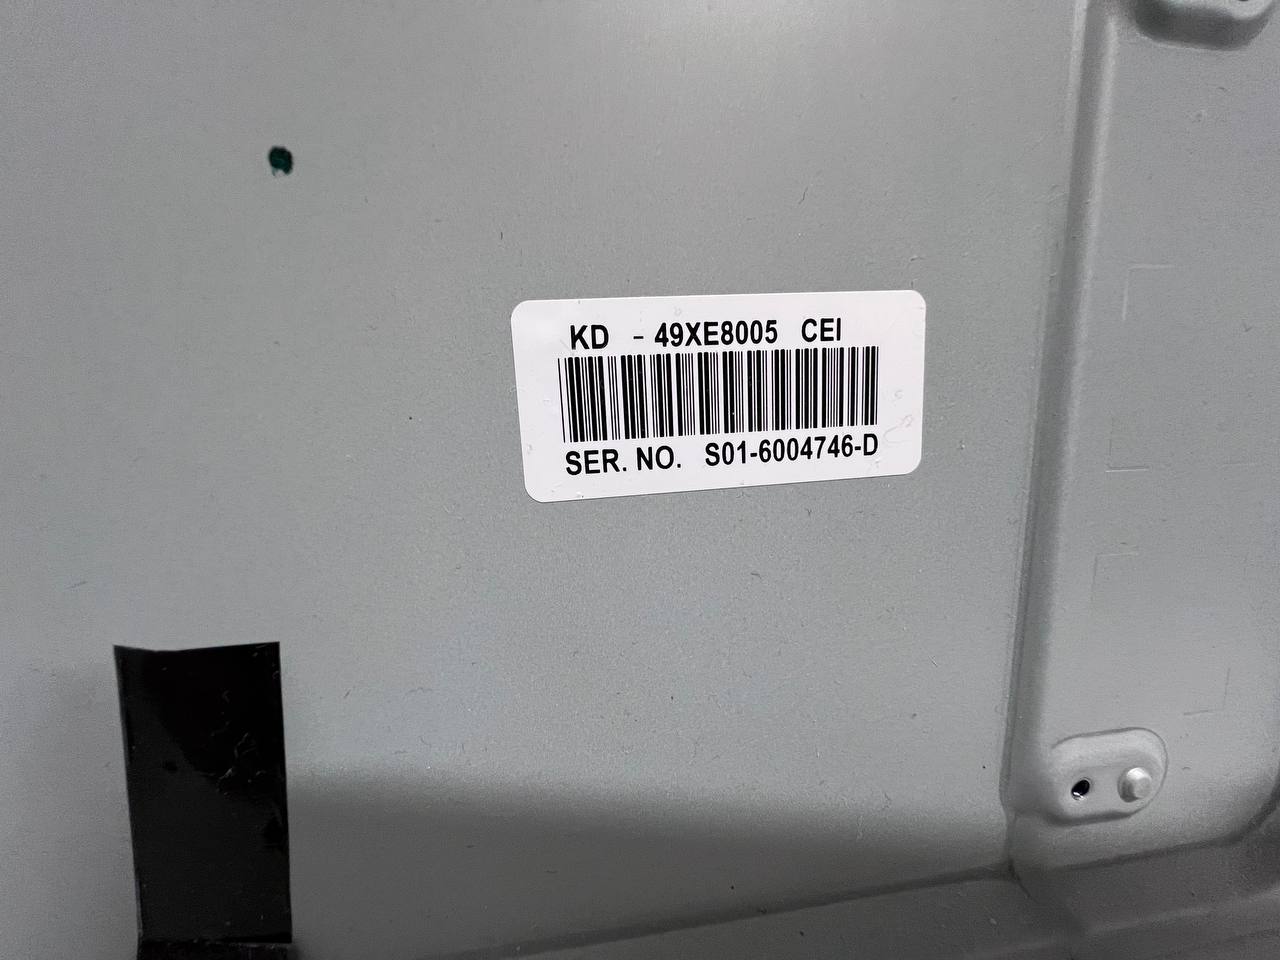 KD - 49XE8005 CEI
SER. NO. S01-6004746-D